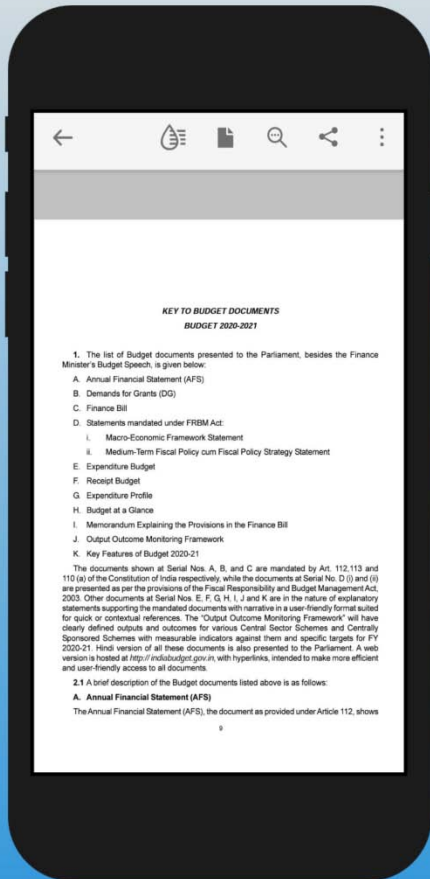 KEY TO BUDGET DOCUMENTS
BUDGET 2020-2021
1. The list of Budget documents presented to the Parliament, besides the Finance
Minister's Budget Speech, is given below:
A. Annual Financial Statement (AFS)
B. Demands for Grants (DG)
C. Finance Bill
D. Statements mandated under FRBM Act:
i. Macro-Economic Framework Statement
ii. Medium-Term Fiscal Policy cum Fiscal Policy Strategy Statement
E. Expenditure Budget
F. Receipt Budget
G. Expenditure Profile
H. Budget at a Glance
I. Memorandum Explaining the Provisions in the Finance Bill
J. Output Outcome Monitoring Framework
K. Key Features of Budget 2020-21
The documents shown at Serial Nos. A, B, and C are mandated by Art. 112,113 and
110 (a) of the Constitution of India respectively, while the documents at Serial No. D (i) and (ii)
are presented as per the provisions of the Fiscal Responsibility and Budget Management Act,
2003. Other documents at Serial Nos. E, F, G, H, I, J and K are in the nature of explanatory
statements supporting the mandated documents with narrative in a user-friendly format suited
for quick or contextual references. The "Output Outcome Monitoring Framework" will have
clearly defined outputs and outcomes for various Central Sector Schemes and Centrally
Sponsored Schemes with measurable indicators against them and specific targets for FY
2020-21. Hindi version of all these documents is also presented to the Parliament. A web
version is hosted at http://indiabudget.gov.in, with hyperlinks, intended to make more efficient
and user-friendly access to all documents.
2.1 A brief description of the Budget documents listed above is as follows:
A. Annual Financial Statement (AFS)
The Annual Financial Statement (AFS), the document as provided under Article 112, shows
9